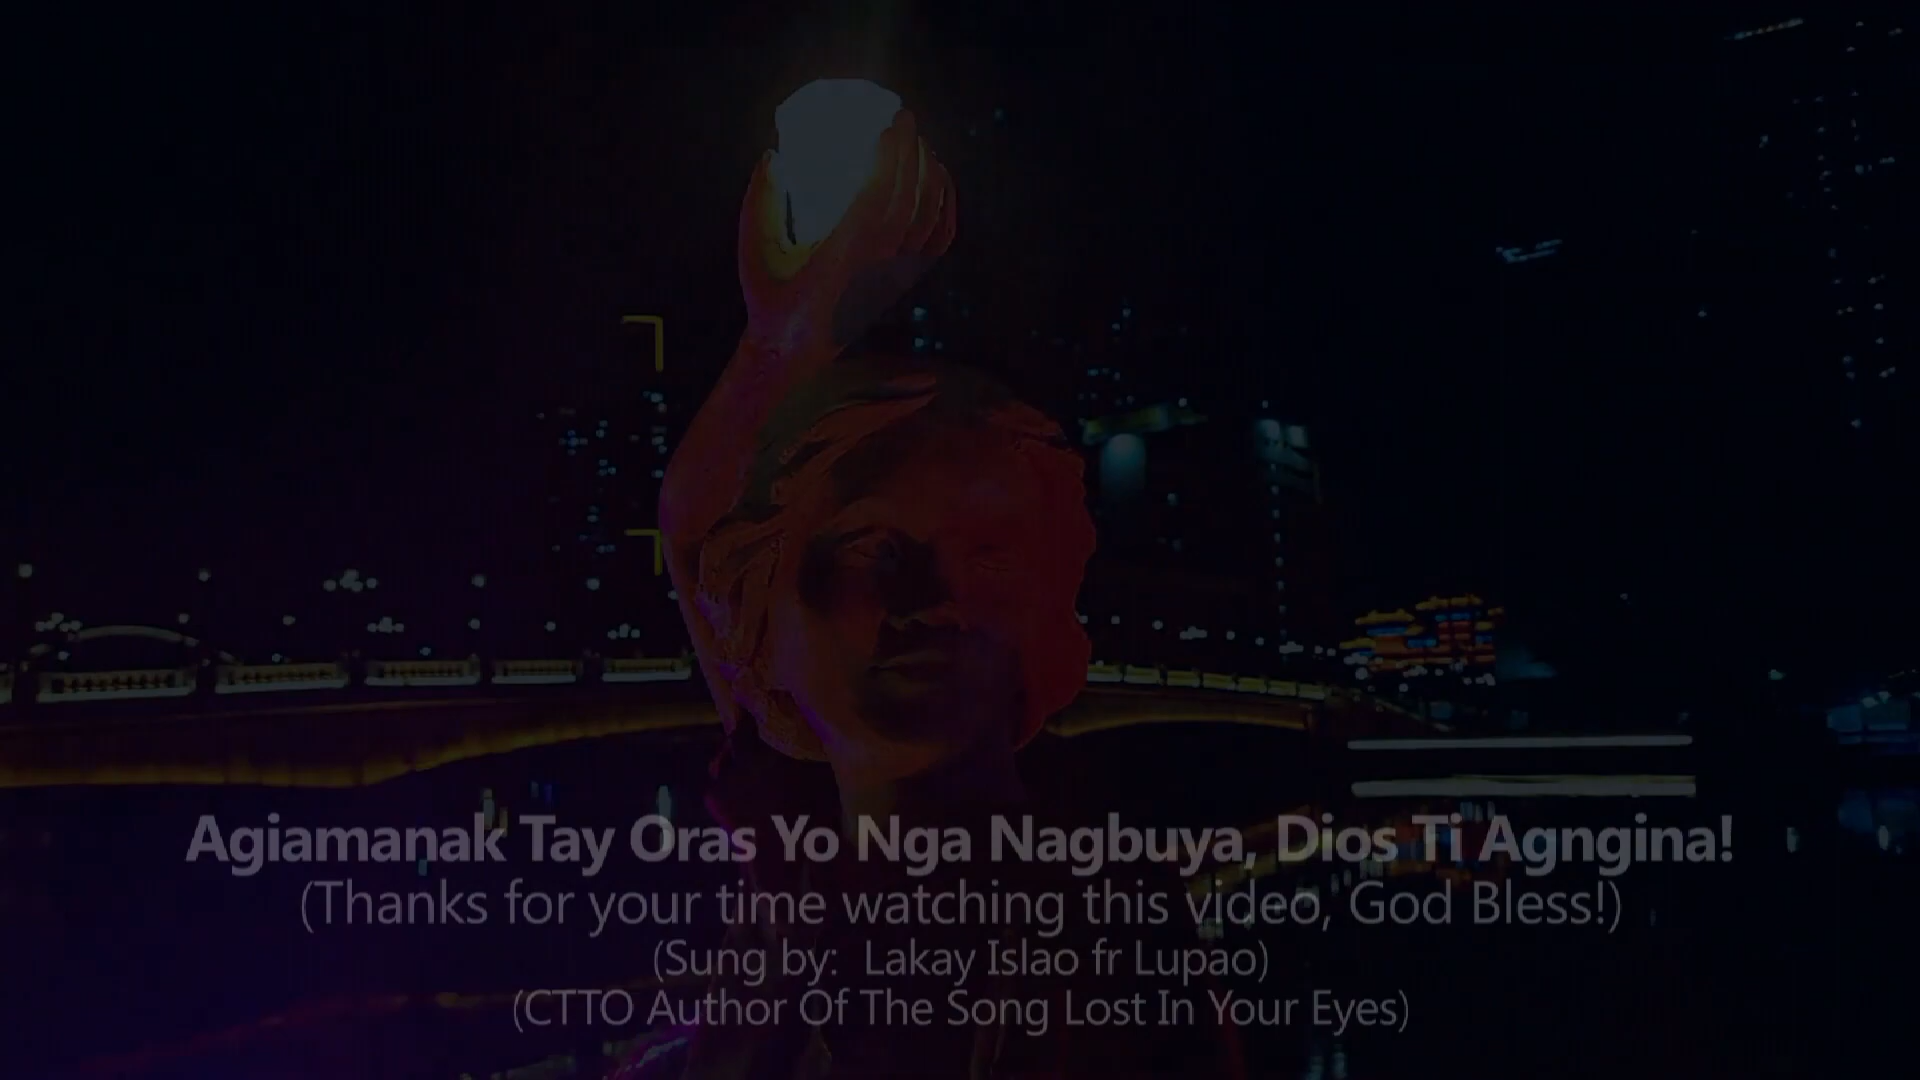 Agiamanak Tay Oras Yo Nga Nagbuya, Dios Ti Agngina!
(Thanks for your time watching this video, God Bless!)
(Sung by:  Lakay Islao fr Lupao)
(CTTO Author Of The Song Lost In Your Eyes)